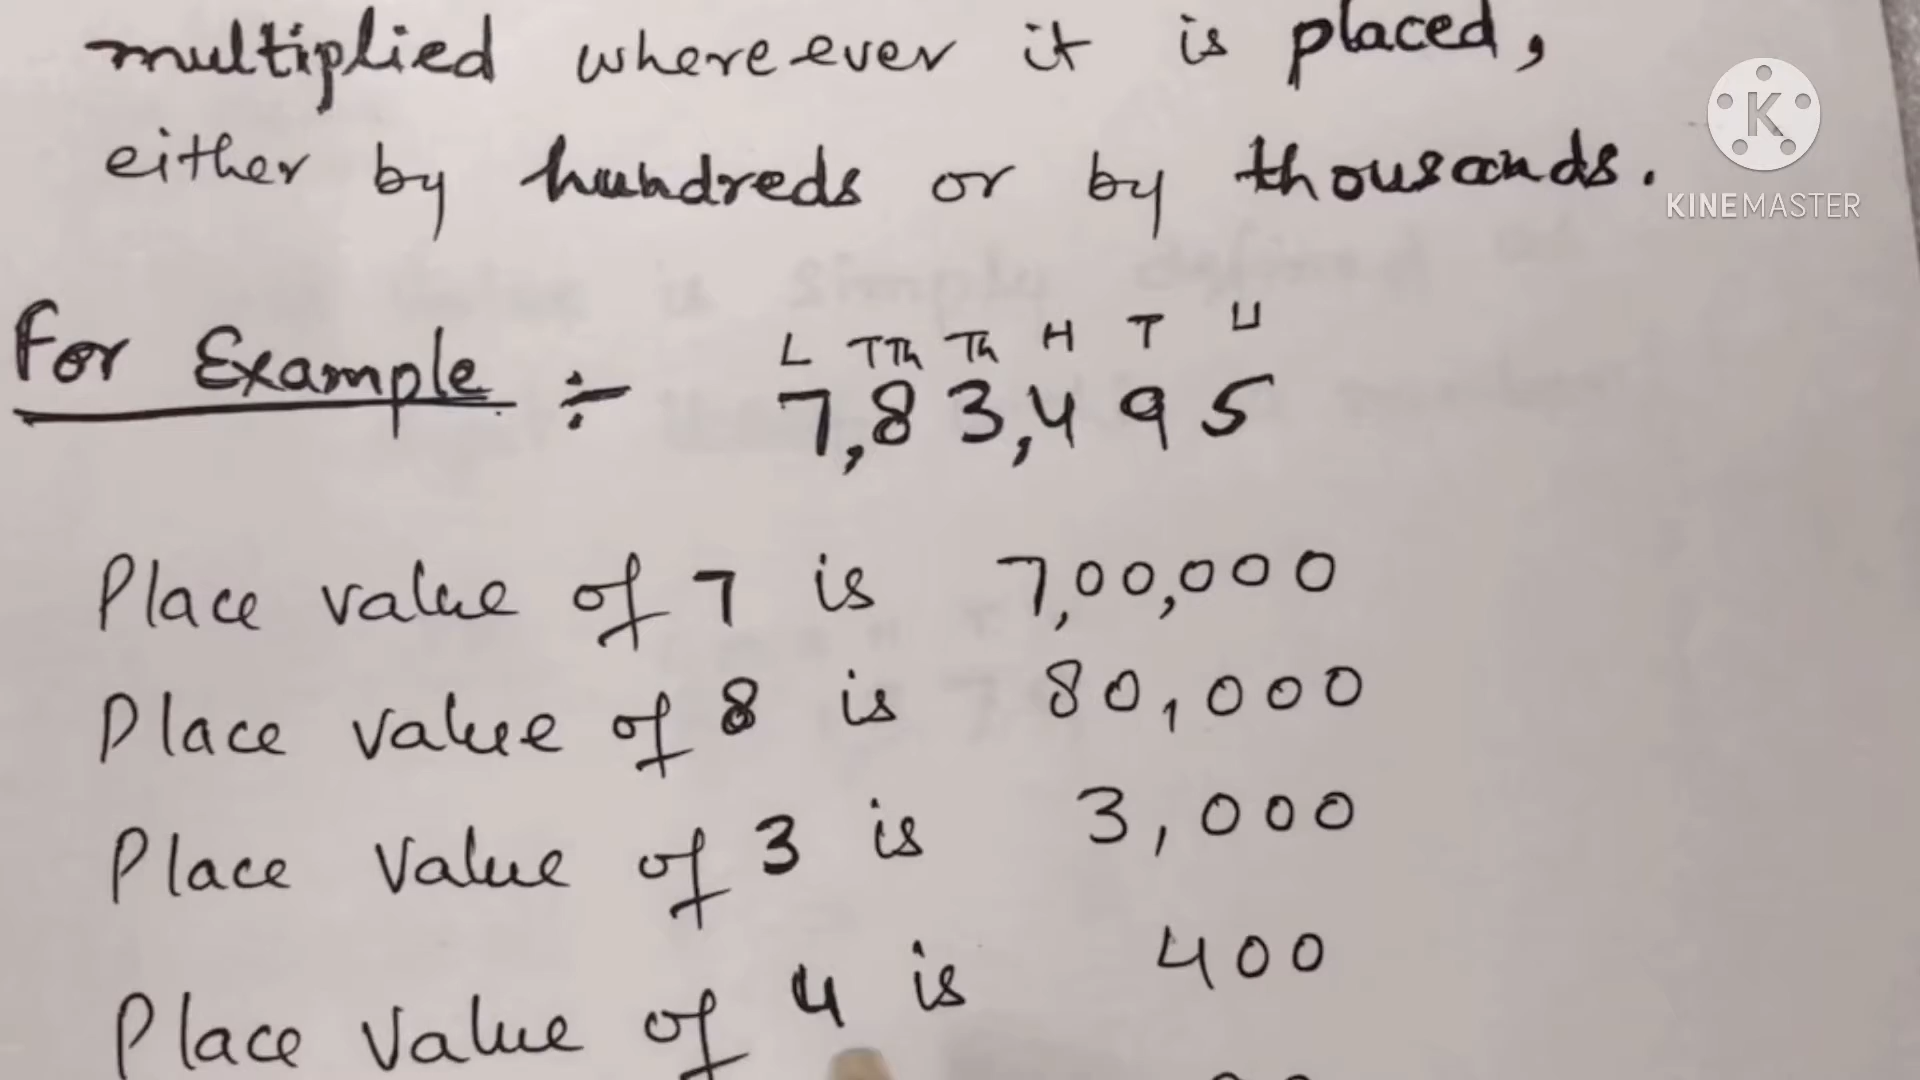 multiplied whereever it is placed,
either by hundreds or by thousands.
K
KINEMASTER
L TTh Th H T U
For Example ÷ 7,83,495
Place value of 7 is 7,00,000
Place value of 8 is 80,000
Place value of 3 is 3,000
Place value of 4 is 400